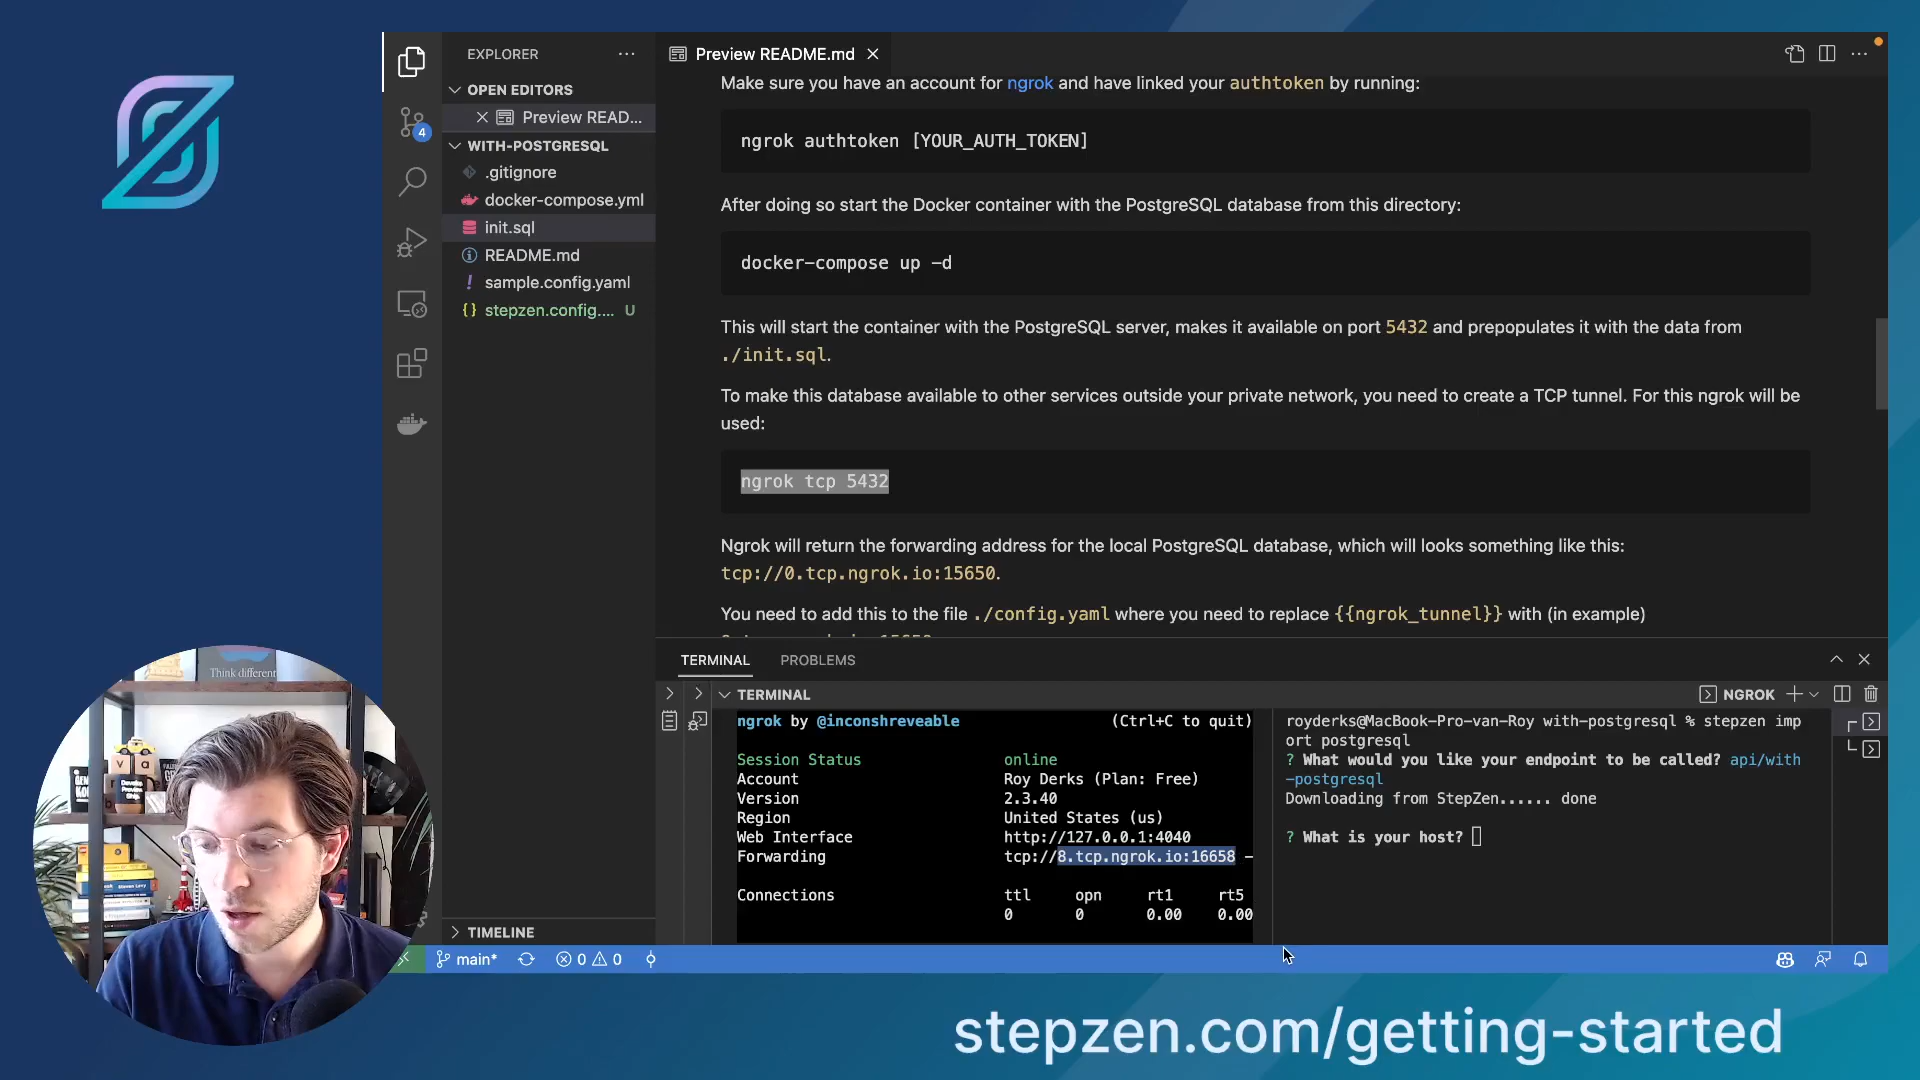 EXPLORER
OPEN EDITORS
Preview READ...
WITH-POSTGRESQL
.gitignore
docker-compose.yml
init.sql
README.md
sample.config.yaml
stepzen.config.... U
TIMELINE
4
Preview README.md
Make sure you have an account for ngrok and have linked your authtoken by running:
ngrok authtoken [YOUR_AUTH_TOKEN]
After doing so start the Docker container with the PostgreSQL database from this directory:
docker-compose up -d
This will start the container with the PostgreSQL server, makes it available on port 5432 and prepopulates it with the data from
./init.sql.
To make this database available to other services outside your private network, you need to create a TCP tunnel. For this ngrok will be
used:
ngrok tcp 5432
Ngrok will return the forwarding address for the local PostgreSQL database, which will looks something like this:
tcp://0.tcp.ngrok.io:15650.
You need to add this to the file ./config.yaml where you need to replace {{ngrok_tunnel}} with (in example)
TERMINAL PROBLEMS
TERMINAL
NGROK
ngrok by @inconshreveable (Ctrl+C to quit)
Session Status online
Account Roy Derks (Plan: Free)
Version 2.3.40
Region United States (us)
Web Interface http://127.0.0.1:4040
Forwarding tcp://8.tcp.ngrok.io:16658 -
Connections ttl opn rt1 rt5
0 0 0.00 0.00
royderks@MacBook-Pro-van-Roy with-postgresql % stepzen imp
ort postgresql
? What would you like your endpoint to be called? api/with
-postgresql
Downloading from StepZen...... done
? What is your host?
main* 0 0
Think different
stepzen.com/getting-started